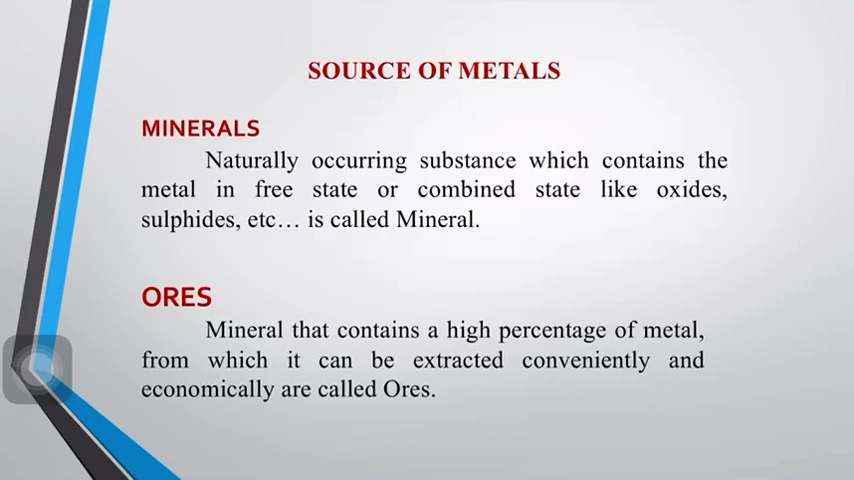 SOURCE OF METALS
MINERALS
Naturally occurring substance which contains the
metal in free state or combined state like oxides,
sulphides, etc… is called Mineral.
ORES
Mineral that contains a high percentage of metal,
from which it can be extracted conveniently and
economically are called Ores.